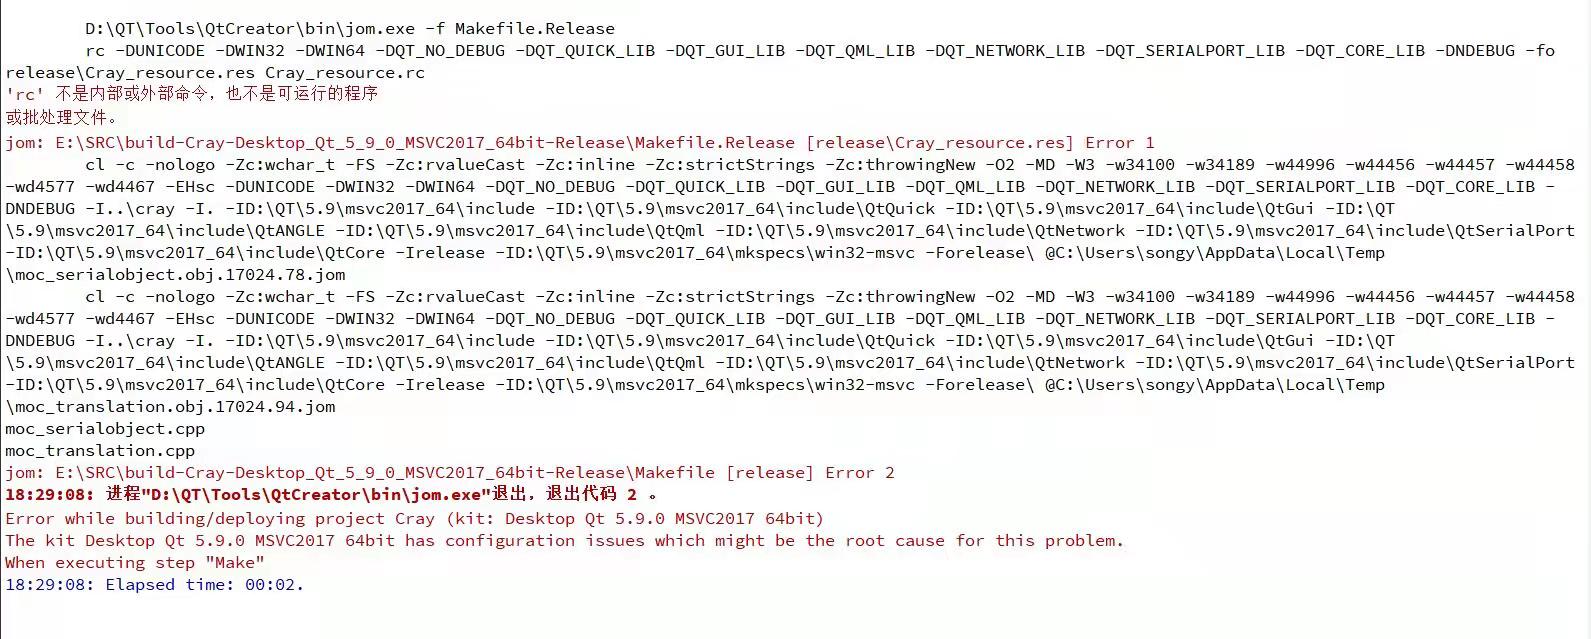 D:\QT\Tools\QtCreator\bin\jom.exe -f Makefile.Release
rc -DUNICODE -DWIN32 -DWIN64 -DQT_NO_DEBUG -DQT_QUICK_LIB -DQT_GUI_LIB -DQT_QML_LIB -DQT_NETWORK_LIB -DQT_SERIALPORT_LIB -DQT_CORE_LIB -DNDEBUG -fo
release\Cray_resource.res Cray_resource.rc
'rc' 不是内部或外部命令，也不是可运行的程序
或批处理文件。
jom: E:\SRC\build-Cray-Desktop_Qt_5_9_0_MSVC2017_64bit-Release\Makefile.Release [release\Cray_resource.res] Error 1
cl -c -nologo -Zc:wchar_t -FS -Zc:rvalueCast -Zc:inline -Zc:strictStrings -Zc:throwingNew -O2 -MD -W3 -w34100 -w34189 -w44996 -w44456 -w44457 -w44458
-wd4577 -wd4467 -EHsc -DUNICODE -DWIN32 -DWIN64 -DQT_NO_DEBUG -DQT_QUICK_LIB -DQT_GUI_LIB -DQT_QML_LIB -DQT_NETWORK_LIB -DQT_SERIALPORT_LIB -DQT_CORE_LIB -
DNDEBUG -I..\cray -I. -ID:\QT\5.9\msvc2017_64\include -ID:\QT\5.9\msvc2017_64\include\QtQuick -ID:\QT\5.9\msvc2017_64\include\QtGui -ID:\QT
\5.9\msvc2017_64\include\QtANGLE -ID:\QT\5.9\msvc2017_64\include\QtQml -ID:\QT\5.9\msvc2017_64\include\QtNetwork -ID:\QT\5.9\msvc2017_64\include\QtSerialPort
-ID:\QT\5.9\msvc2017_64\include\QtCore -Irelease -ID:\QT\5.9\msvc2017_64\mkspecs\win32-msvc -Forelease\ @C:\Users\songy\AppData\Local\Temp
\moc_serialobject.obj.17024.78.jom
cl -c -nologo -Zc:wchar_t -FS -Zc:rvalueCast -Zc:inline -Zc:strictStrings -Zc:throwingNew -O2 -MD -W3 -w34100 -w34189 -w44996 -w44456 -w44457 -w44458
-wd4577 -wd4467 -EHsc -DUNICODE -DWIN32 -DWIN64 -DQT_NO_DEBUG -DQT_QUICK_LIB -DQT_GUI_LIB -DQT_QML_LIB -DQT_NETWORK_LIB -DQT_SERIALPORT_LIB -DQT_CORE_LIB -
DNDEBUG -I..\cray -I. -ID:\QT\5.9\msvc2017_64\include -ID:\QT\5.9\msvc2017_64\include\QtQuick -ID:\QT\5.9\msvc2017_64\include\QtGui -ID:\QT
\5.9\msvc2017_64\include\QtANGLE -ID:\QT\5.9\msvc2017_64\include\QtQml -ID:\QT\5.9\msvc2017_64\include\QtNetwork -ID:\QT\5.9\msvc2017_64\include\QtSerialPort
-ID:\QT\5.9\msvc2017_64\include\QtCore -Irelease -ID:\QT\5.9\msvc2017_64\mkspecs\win32-msvc -Forelease\ @C:\Users\songy\AppData\Local\Temp
\moc_translation.obj.17024.94.jom
moc_serialobject.cpp
moc_translation.cpp
jom: E:\SRC\build-Cray-Desktop_Qt_5_9_0_MSVC2017_64bit-Release\Makefile [release] Error 2
18:29:08: 进程"D:\QT\Tools\QtCreator\bin\jom.exe"退出，退出代码 2 。
Error while building/deploying project Cray (kit: Desktop Qt 5.9.0 MSVC2017 64bit)
The kit Desktop Qt 5.9.0 MSVC2017 64bit has configuration issues which might be the root cause for this problem.
When executing step "Make"
18:29:08: Elapsed time: 00:02.